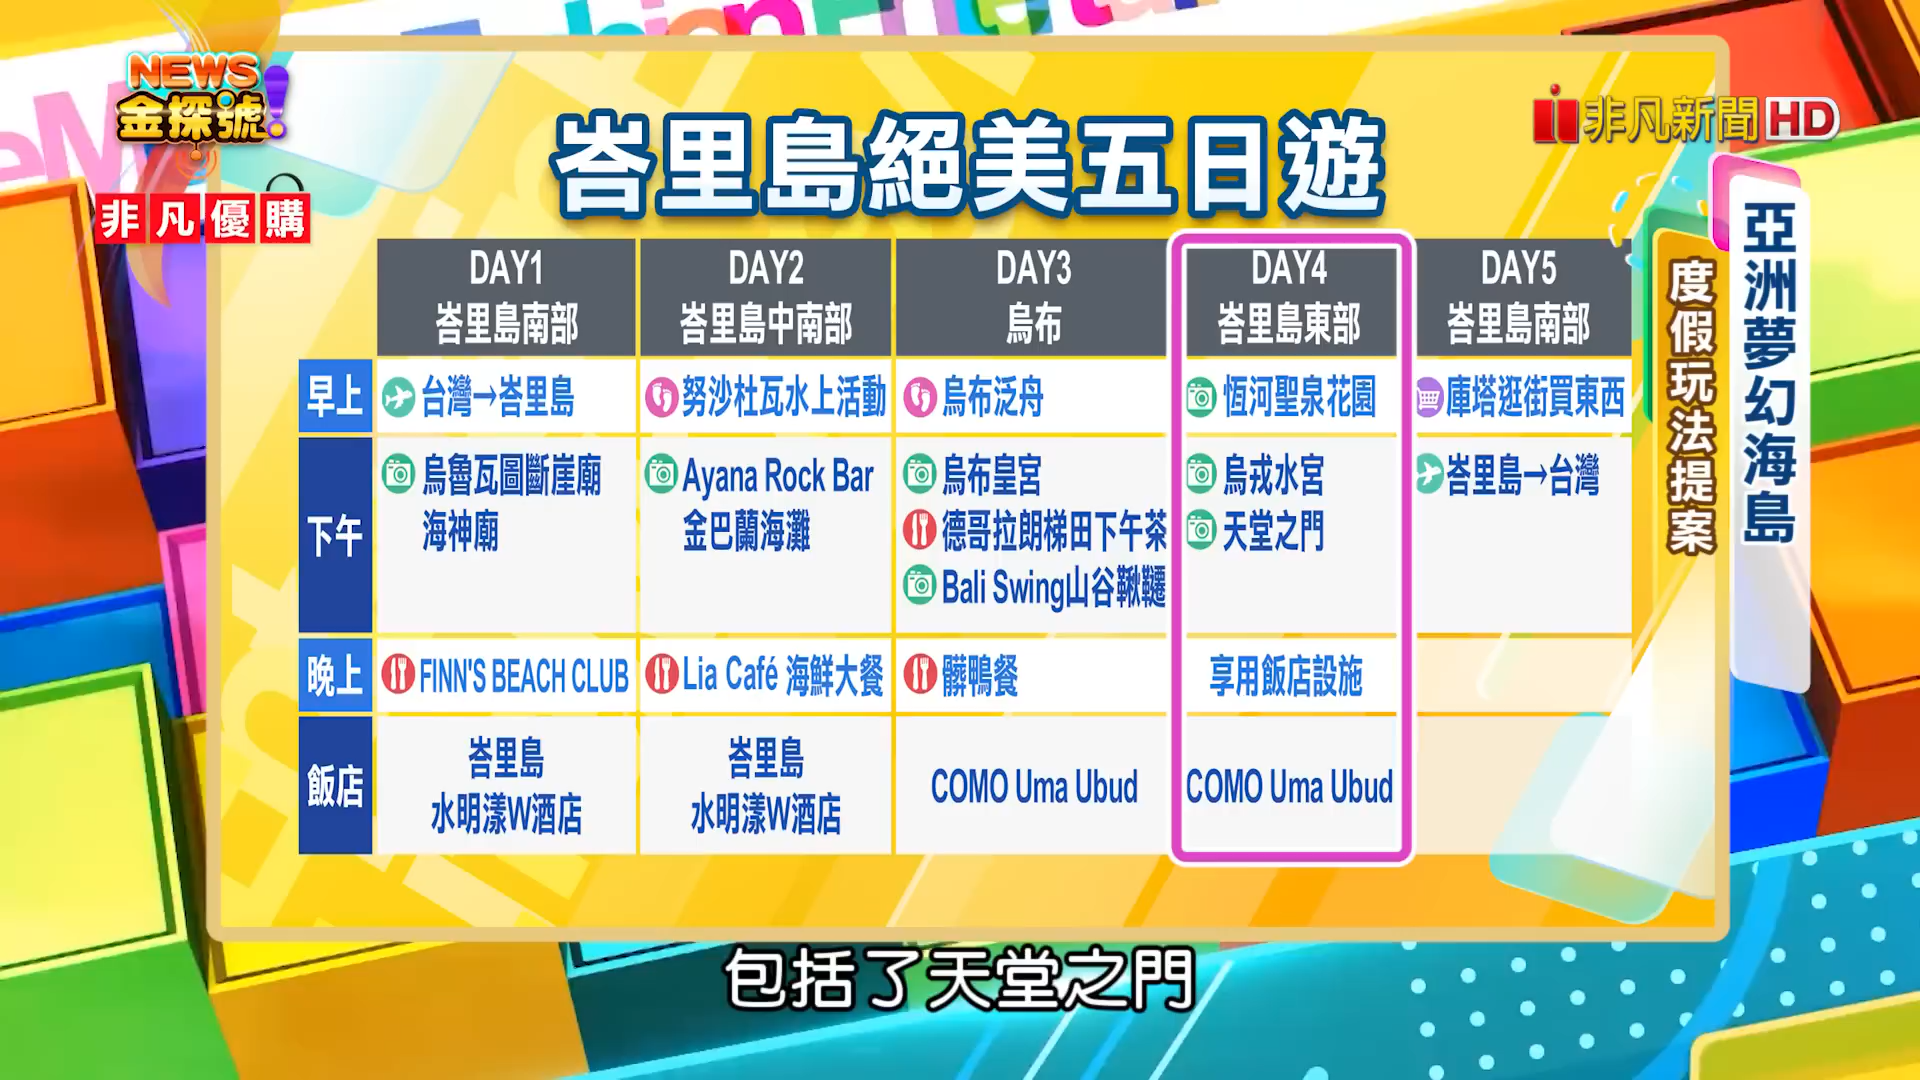 NEWS
金探號!
非凡優購
非凡新聞HD
亞洲夢幻海島
度假玩法提案
峇里島絕美五日遊
DAY1
峇里島南部
DAY2
峇里島中南部
DAY3
烏布
DAY4
峇里島東部
DAY5
峇里島南部
早上
台灣→峇里島
努沙杜瓦水上活動
烏布泛舟
恆河聖泉花園
庫塔逛街買東西
下午
烏魯瓦圖斷崖廟
海神廟
Ayana Rock Bar
金巴蘭海灘
烏布皇宮
德哥拉朗梯田下午茶
Bali Swing山谷鞦韆
烏戎水宮
天堂之門
峇里島→台灣
晚上
FINN'S BEACH CLUB
Lia Café 海鮮大餐
髒鴨餐
享用飯店設施
飯店
峇里島
水明漾W酒店
峇里島
水明漾W酒店
COMO Uma Ubud
COMO Uma Ubud
包括了天堂之門